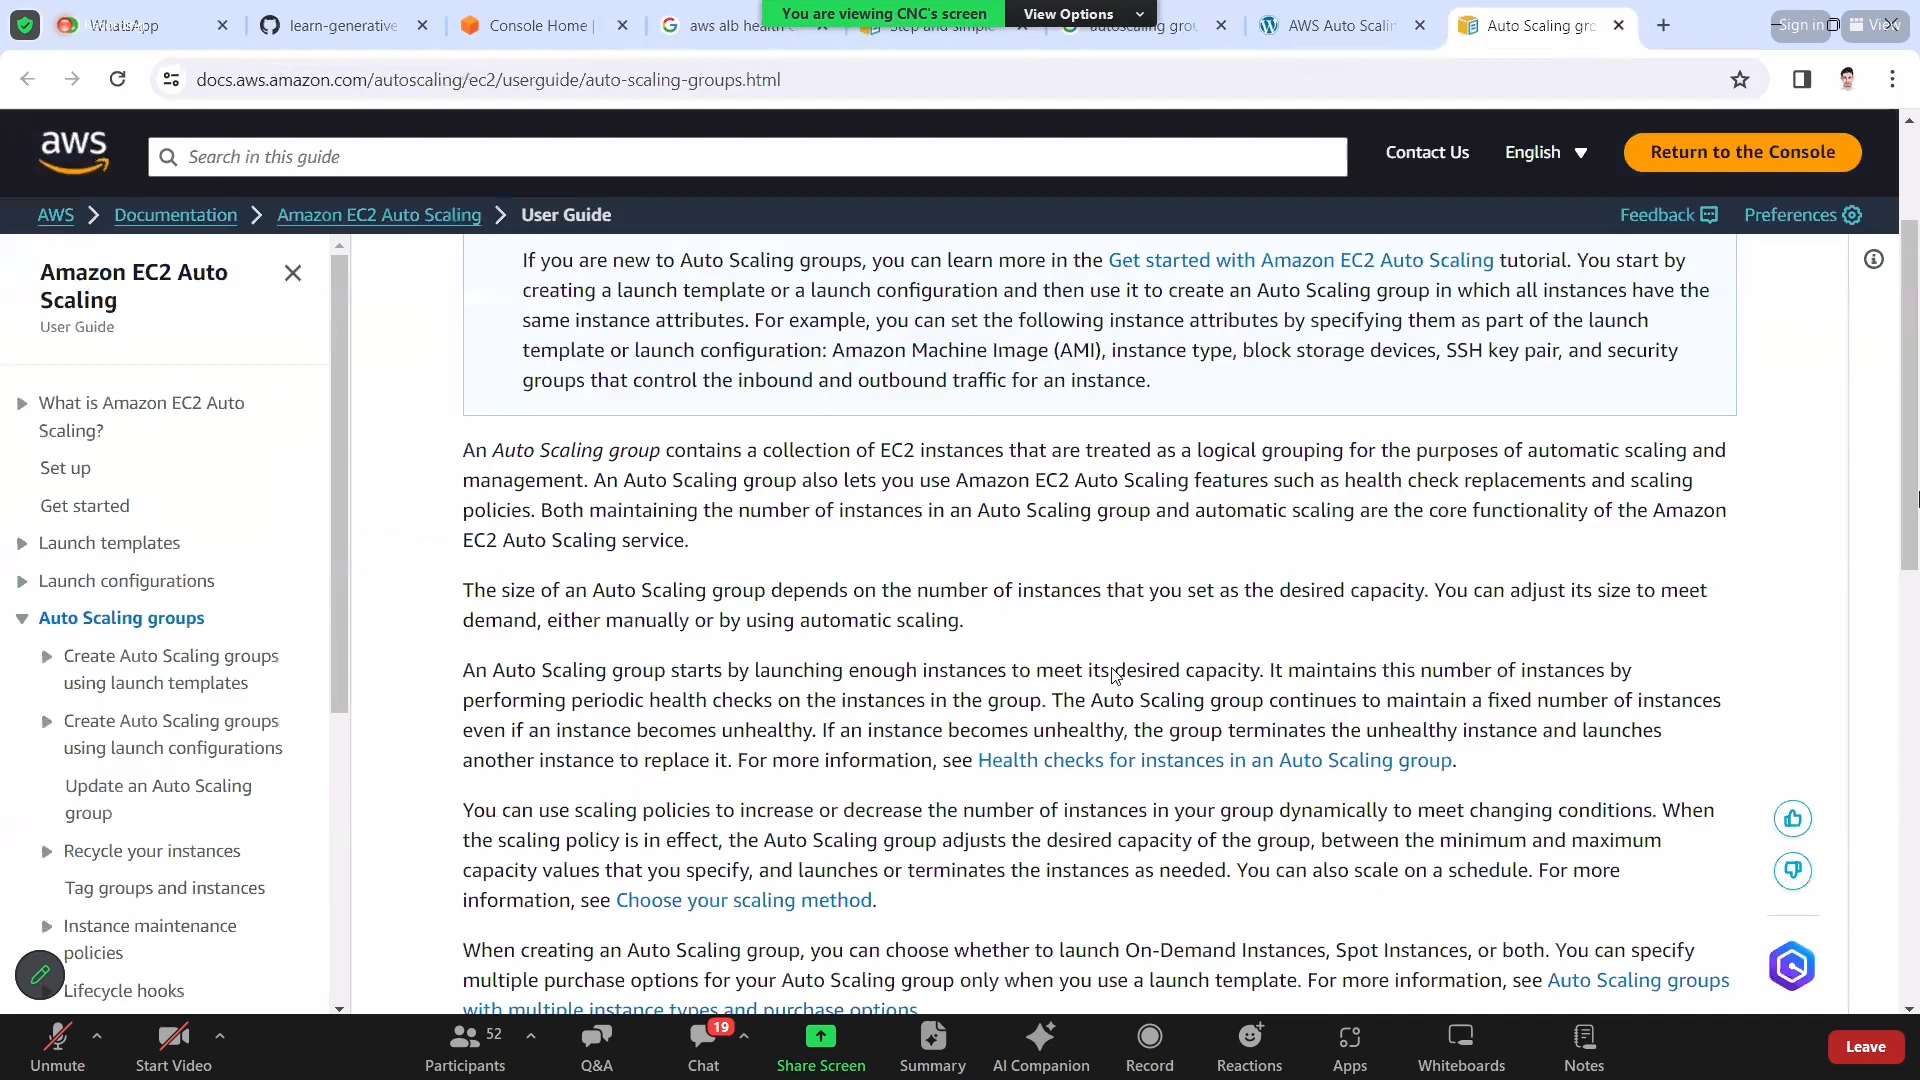 WhatsApp
learn-generative
Console Home |
aws alb health c
Step and simple
autoscaling grou
AWS Auto Scalin
Auto Scaling gro
You are viewing CNC's screen
View Options
Sign in
View
docs.aws.amazon.com/autoscaling/ec2/userguide/auto-scaling-groups.html
aws
Search in this guide
Contact Us
English
Return to the Console
AWS
Documentation
Amazon EC2 Auto Scaling
User Guide
Feedback
Preferences
Amazon EC2 Auto
Scaling
User Guide
What is Amazon EC2 Auto
Scaling?
Set up
Get started
Launch templates
Launch configurations
Auto Scaling groups
Create Auto Scaling groups
using launch templates
Create Auto Scaling groups
using launch configurations
Update an Auto Scaling
group
Recycle your instances
Tag groups and instances
Instance maintenance
policies
Lifecycle hooks
If you are new to Auto Scaling groups, you can learn more in the Get started with Amazon EC2 Auto Scaling tutorial. You start by
creating a launch template or a launch configuration and then use it to create an Auto Scaling group in which all instances have the
same instance attributes. For example, you can set the following instance attributes by specifying them as part of the launch
template or launch configuration: Amazon Machine Image (AMI), instance type, block storage devices, SSH key pair, and security
groups that control the inbound and outbound traffic for an instance.
An Auto Scaling group contains a collection of EC2 instances that are treated as a logical grouping for the purposes of automatic scaling and
management. An Auto Scaling group also lets you use Amazon EC2 Auto Scaling features such as health check replacements and scaling
policies. Both maintaining the number of instances in an Auto Scaling group and automatic scaling are the core functionality of the Amazon
EC2 Auto Scaling service.
The size of an Auto Scaling group depends on the number of instances that you set as the desired capacity. You can adjust its size to meet
demand, either manually or by using automatic scaling.
An Auto Scaling group starts by launching enough instances to meet its desired capacity. It maintains this number of instances by
performing periodic health checks on the instances in the group. The Auto Scaling group continues to maintain a fixed number of instances
even if an instance becomes unhealthy. If an instance becomes unhealthy, the group terminates the unhealthy instance and launches
another instance to replace it. For more information, see Health checks for instances in an Auto Scaling group.
You can use scaling policies to increase or decrease the number of instances in your group dynamically to meet changing conditions. When
the scaling policy is in effect, the Auto Scaling group adjusts the desired capacity of the group, between the minimum and maximum
capacity values that you specify, and launches or terminates the instances as needed. You can also scale on a schedule. For more
information, see Choose your scaling method.
When creating an Auto Scaling group, you can choose whether to launch On-Demand Instances, Spot Instances, or both. You can specify
multiple purchase options for your Auto Scaling group only when you use a launch template. For more information, see Auto Scaling groups
with multiple instance types and purchase options.
Unmute
Start Video
52
Participants
Q&A
19
Chat
Share Screen
Summary
AI Companion
Record
Reactions
Apps
Whiteboards
Notes
Leave